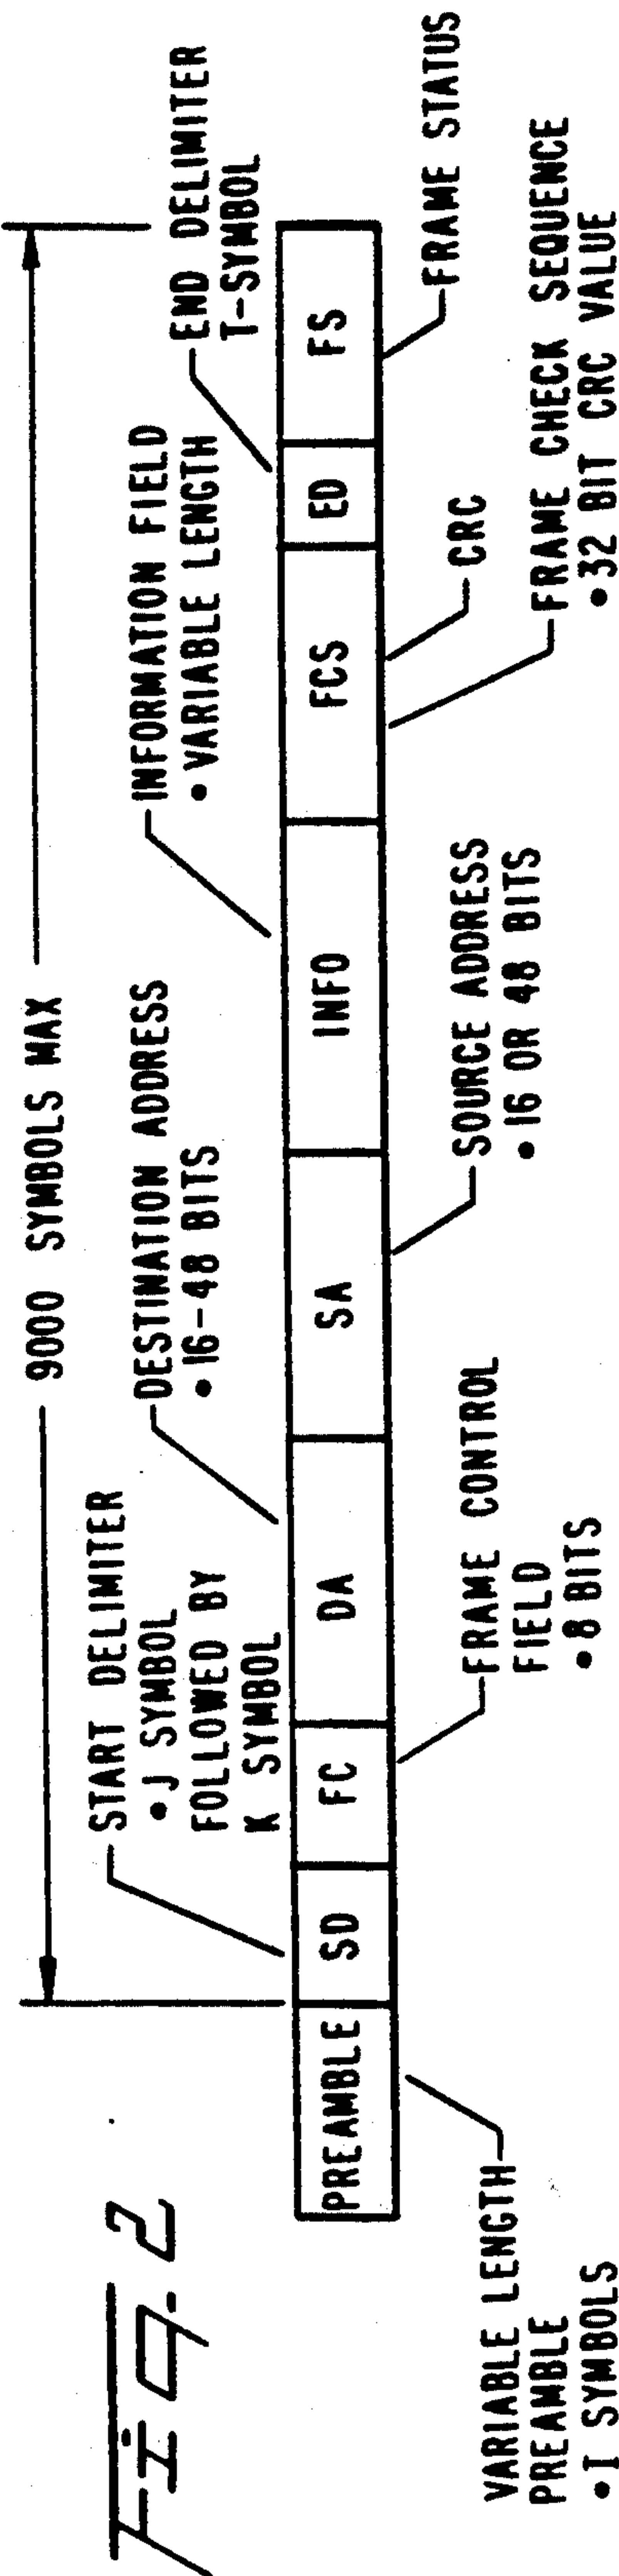 Fig. 2
9000 SYMBOLS MAX
START DELIMITER
• J SYMBOL
FOLLOWED BY
K SYMBOL
DESTINATION ADDRESS
• 16-48 BITS
INFORMATION FIELD
• VARIABLE LENGTH
END DELIMITER
T-SYMBOL
PREAMBLE
SD
FC
DA
SA
INFO
FCS
ED
FS
VARIABLE LENGTH
PREAMBLE
• I SYMBOLS
FRAME CONTROL
FIELD
• 8 BITS
SOURCE ADDRESS
• 16 OR 48 BITS
CRC
FRAME CHECK SEQUENCE
• 32 BIT CRC VALUE
FRAME STATUS